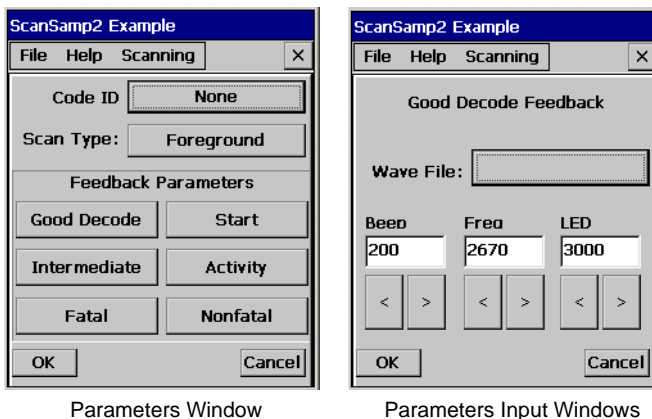 ScanSamp2 Example
File Help Scanning ×
Code ID None
Scan Type: Foreground
Feedback Parameters
Good Decode Start
Intermediate Activity
Fatal Nonfatal
OK Cancel
Parameters Window
ScanSamp2 Example
File Help Scanning ×
Good Decode Feedback
Wave File:
Beep Freq LED
200 2670 3000
< > < > < >
OK Cancel
Parameters Input Windows